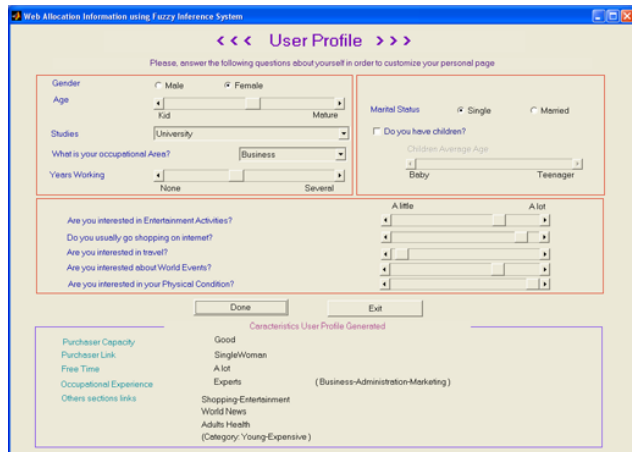 Web Allocation Information using Fuzzy Inference System
< < < User Profile > > >
Please, answer the following questions about yourself in order to customize your personal page
Gender Male Female
Age
Kid Mature
Studies University
What is your occupational Area? Business
Years Working
None Several
Marital Status Single Married
Do you have children?
Children Average Age
Baby Teenager
A little A lot
Are you interested in Entertainment Activities?
Do you usually go shopping on internet?
Are you interested in travel?
Are you interested about World Events?
Are you interested in your Physical Condition?
Done Exit
Caracteristics User Profile Generated
Purchaser Capacity Good
Purchaser Link SingleWoman
Free Time A lot
Occupational Experience Experts ( Business-Administration-Marketing )
Others sections links Shopping-Entertainment
World News
Adults Health
(Category: Young-Expensive )